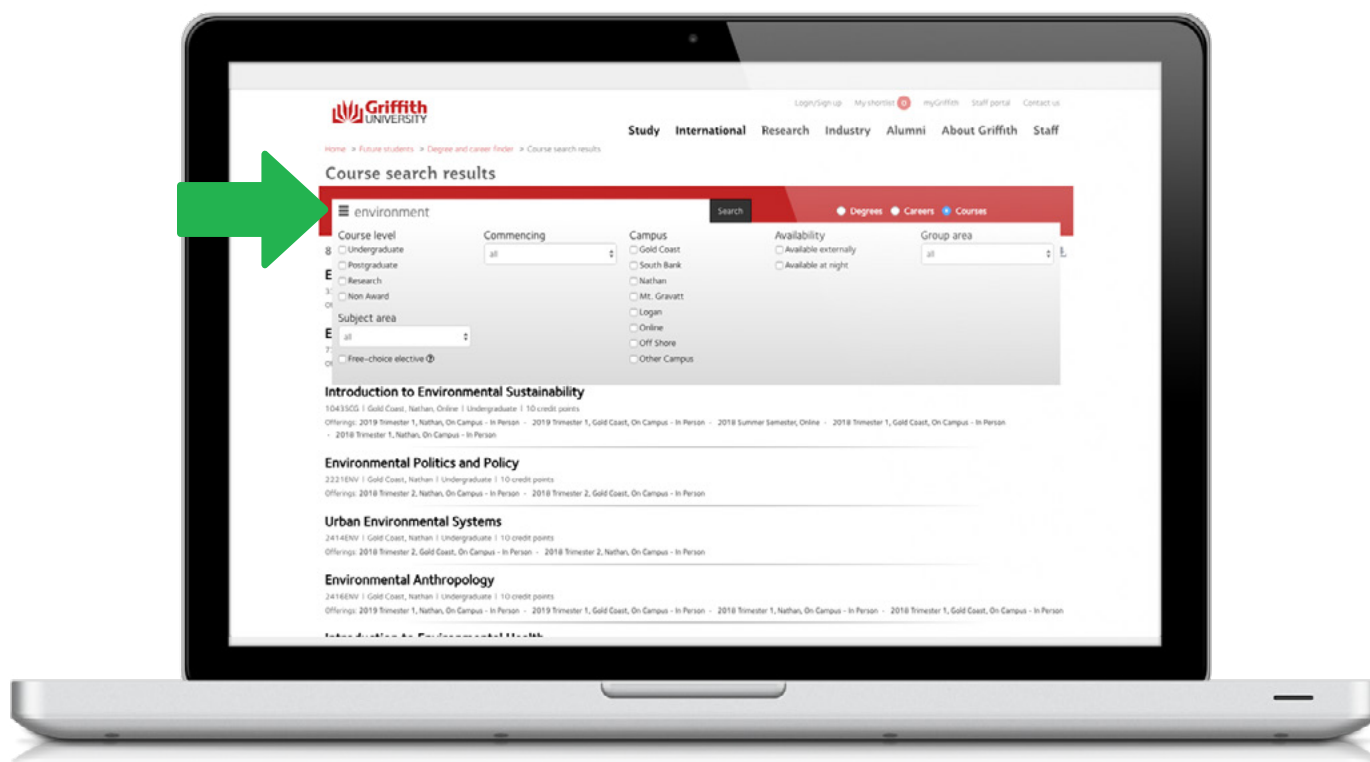 Griffith
UNIVERSITY
Login/Sign up My shortlist 0 myGriffith Staff portal Contact us
Study International Research Industry Alumni About Griffith Staff
Home > Future students > Degree and career finder > Course search results
Course search results
environment Search Degrees Careers Courses
Course level Commencing Campus Availability Group area
Undergraduate all Gold Coast Available externally all
Postgraduate South Bank Available at night
Research Nathan
Non Award Mt. Gravatt
Subject area Logan
all Online
Off Shore
Free-choice elective Other Campus
Introduction to Environmental Sustainability
1043SCG | Gold Coast, Nathan, Online | Undergraduate | 10 credit points
Offerings: 2019 Trimester 1, Nathan, On Campus - In Person - 2019 Trimester 1, Gold Coast, On Campus - In Person - 2018 Summer Semester, Online - 2018 Trimester 1, Gold Coast, On Campus - In Person
- 2018 Trimester 1, Nathan, On Campus - In Person
Environmental Politics and Policy
2221ENV | Gold Coast, Nathan | Undergraduate | 10 credit points
Offerings: 2018 Trimester 2, Nathan, On Campus - In Person - 2018 Trimester 2, Gold Coast, On Campus - In Person
Urban Environmental Systems
2414ENV | Gold Coast, Nathan | Undergraduate | 10 credit points
Offerings: 2018 Trimester 2, Gold Coast, On Campus - In Person - 2018 Trimester 2, Nathan, On Campus - In Person
Environmental Anthropology
2416ENV | Gold Coast, Nathan | Undergraduate | 10 credit points
Offerings: 2019 Trimester 1, Nathan, On Campus - In Person - 2019 Trimester 1, Gold Coast, On Campus - In Person - 2018 Trimester 1, Nathan, On Campus - In Person - 2018 Trimester 1, Gold Coast, On Campus - In Person
Introduction to Environmental Health